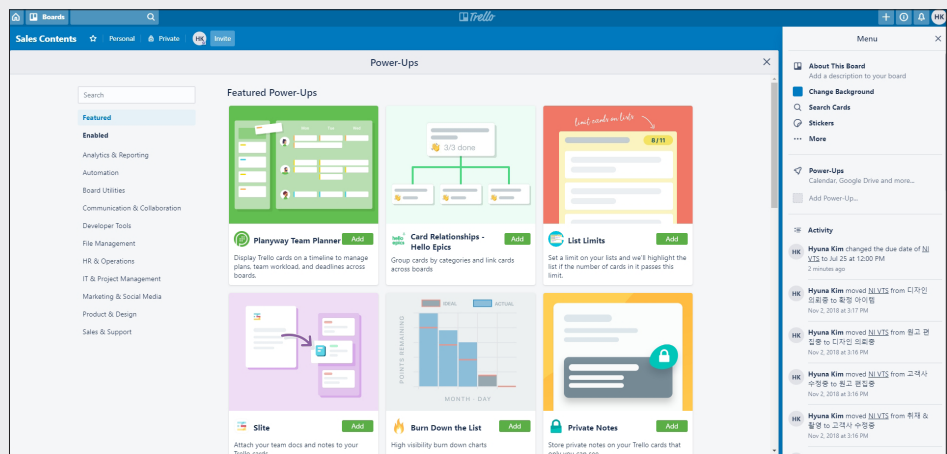 Boards
Trello
HK
Sales Contents
Personal
Private
HK
Invite
Power-Ups
Search
Featured
Enabled
Analytics & Reporting
Automation
Board Utilities
Communication & Collaboration
Developer Tools
File Management
HR & Operations
IT & Project Management
Marketing & Social Media
Product & Design
Sales & Support
Featured Power-Ups
Planyway Team Planner
Add
Display Trello cards on a timeline to manage
plans, team workload, and deadlines across
boards.
3/3 done
hello
epics
Card Relationships -
Hello Epics
Add
Group cards by categories and link cards
across boards
limit cards on lists
8/11
List Limits
Add
Set a limit on your lists and we'll highlight the
list if the number of cards in it passes this
limit.
Slite
Add
Attach your team docs and notes to your
Trello cards
IDEAL
ACTUAL
POINTS REMAINING
MONTH - DAY
Burn Down the List
Add
High visibility burn down charts
Private Notes
Add
Store private notes on your Trello cards that
only you can see
Menu
About This Board
Add a description to your board
Change Background
Search Cards
Stickers
More
Power-Ups
Calendar, Google Drive and more...
Add Power-Up...
Activity
HK
Hyuna Kim changed the due date of NI
VTS to Jul 25 at 12:00 PM
2 minutes ago
HK
Hyuna Kim moved NI VTS from 디자인
의뢰중 to 확정 아이템
Nov 2, 2018 at 3:17 PM
HK
Hyuna Kim moved NI VTS from 원고 편
집중 to 디자인 의뢰중
Nov 2, 2018 at 3:16 PM
HK
Hyuna Kim moved NI VTS from 고객사
수정중 to 원고 편집중
Nov 2, 2018 at 3:16 PM
HK
Hyuna Kim moved NI VTS from 취재 &
촬영 to 고객사 수정중
Nov 2, 2018 at 3:16 PM